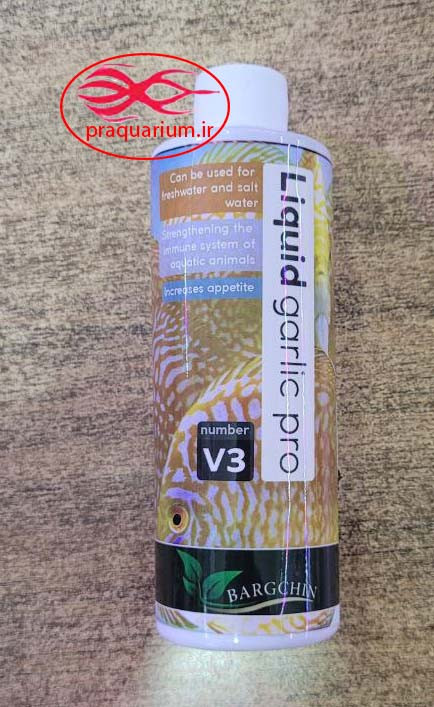 praquarium.ir
Can be used for
freshwater and salt
water
Strengthening the
immune system of
aquatic animals
Increases appetite
Liquid garlic pro
number
V3
BARGCHIN